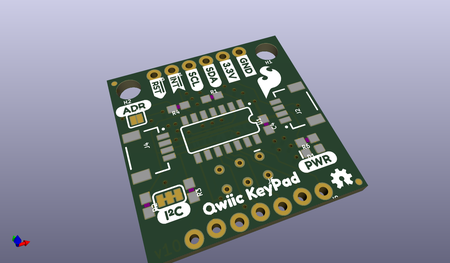 RST
INT
SCL
SDA
3.3V
GND
ADR
PWR
I²C
Qwiic KeyPad